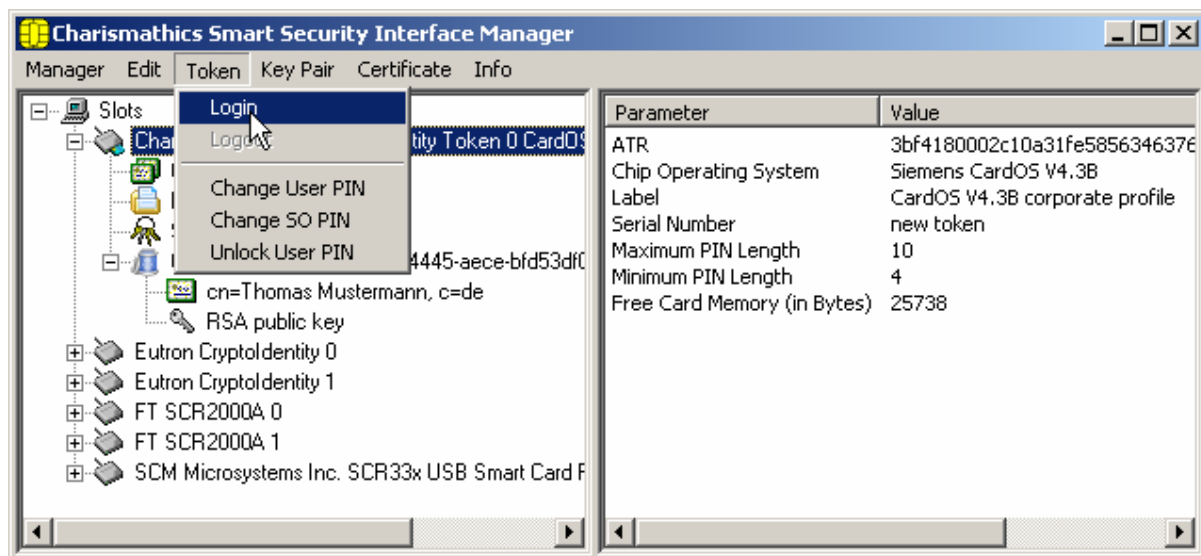 Charismathics Smart Security Interface Manager
Manager Edit Token Key Pair Certificate Info
Slots
Login
Logout
Change User PIN
Change SO PIN
Unlock User PIN
tity Token 0 CardOS
4445-aece-bfd53df0
cn=Thomas Mustermann, c=de
RSA public key
Eutron CryptoIdentity 0
Eutron CryptoIdentity 1
FT SCR2000A 0
FT SCR2000A 1
SCM Microsystems Inc. SCR33x USB Smart Card R
Parameter Value
ATR 3bf4180002c10a31fe5856346376
Chip Operating System Siemens CardOS V4.3B
Label CardOS V4.3B corporate profile
Serial Number new token
Maximum PIN Length 10
Minimum PIN Length 4
Free Card Memory (in Bytes) 25738